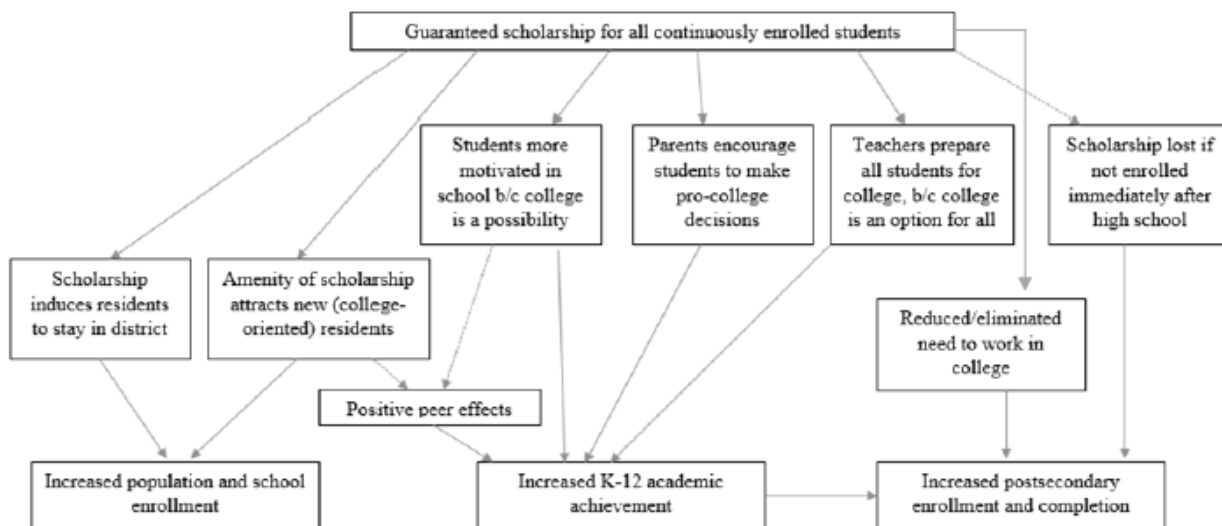 Guaranteed scholarship for all continuously enrolled students
Students more
motivated in
school b/c college
is a possibility
Parents encourage
students to make
pro-college
decisions
Teachers prepare
all students for
college, b/c college
is an option for all
Scholarship lost if
not enrolled
immediately after
high school
Scholarship
induces residents
to stay in district
Amenity of scholarship
attracts new (college-
oriented) residents
Reduced/eliminated
need to work in
college
Positive peer effects
Increased population and school
enrollment
Increased K-12 academic
achievement
Increased postsecondary
enrollment and completion